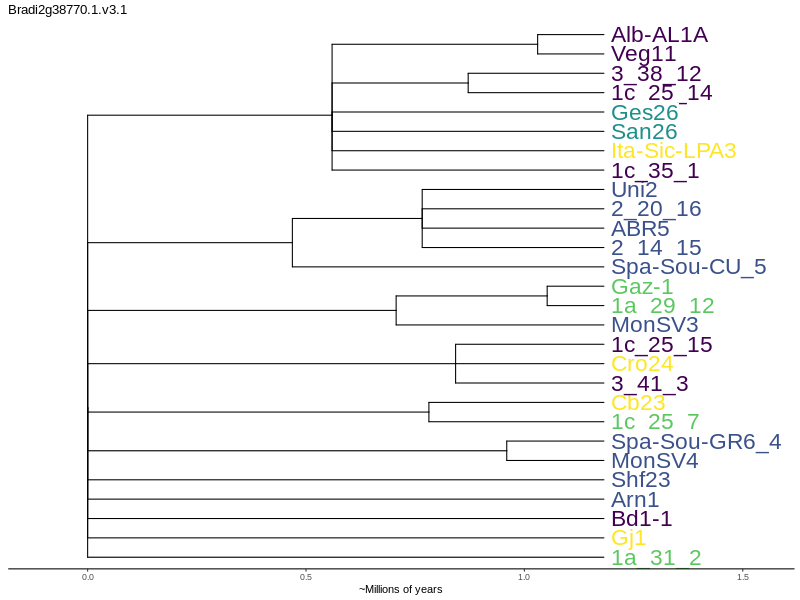 Bradi2g38770.1.v3.1
Alb-AL1A
Veg11
3_38_12
1c_25_14
Ges26
San26
Ita-Sic-LPA3
1c_35_1
Uni2
2_20_16
ABR5
2_14_15
Spa-Sou-CU_5
Gaz-1
1a_29_12
MonSV3
1c_25_15
Cro24
3_41_3
Cb23
1c_25_7
Spa-Sou-GR6_4
MonSV4
Shf23
Arn1
Bd1-1
Gj1
1a_31_2
0.0 0.5 1.0 1.5
~Millions of years